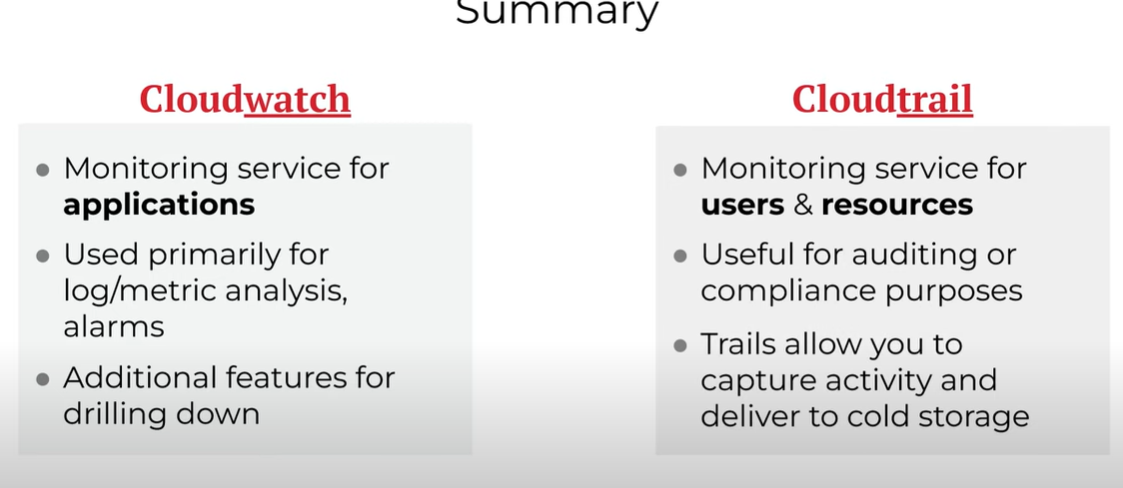 Summary
Cloudwatch
Monitoring service for
applications
Used primarily for
log/metric analysis,
alarms
Additional features for
drilling down
Cloudtrail
Monitoring service for
users & resources
Useful for auditing or
compliance purposes
Trails allow you to
capture activity and
deliver to cold storage